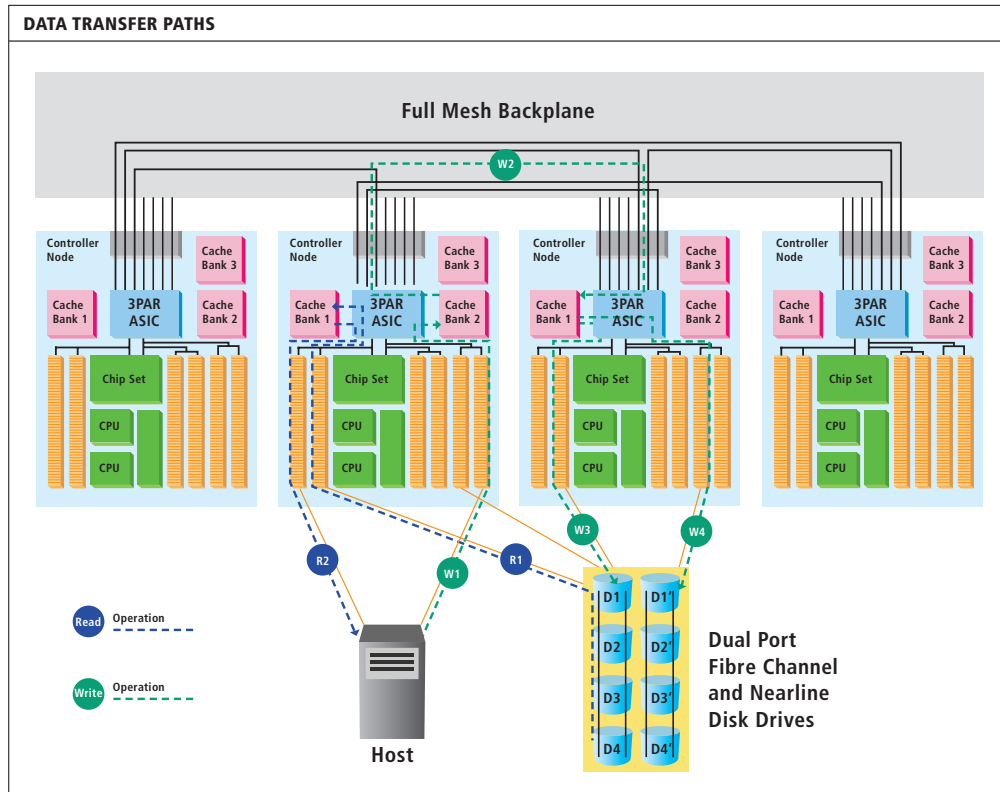 DATA TRANSFER PATHS
Full Mesh Backplane
W2
Controller
Node
Cache
Bank 3
Cache
Bank 1
3PAR
ASIC
Cache
Bank 2
Chip Set
CPU
CPU
Controller
Node
Cache
Bank 3
Cache
Bank 1
3PAR
ASIC
Cache
Bank 2
Chip Set
CPU
CPU
Controller
Node
Cache
Bank 3
Cache
Bank 1
3PAR
ASIC
Cache
Bank 2
Chip Set
CPU
CPU
Controller
Node
Cache
Bank 3
Cache
Bank 1
3PAR
ASIC
Cache
Bank 2
Chip Set
CPU
CPU
R2
W1
R1
W3
W4
Read
Operation
Write
Operation
Host
D1
D1'
D2
D2'
D3
D3'
D4
D4'
Dual Port
Fibre Channel
and Nearline
Disk Drives